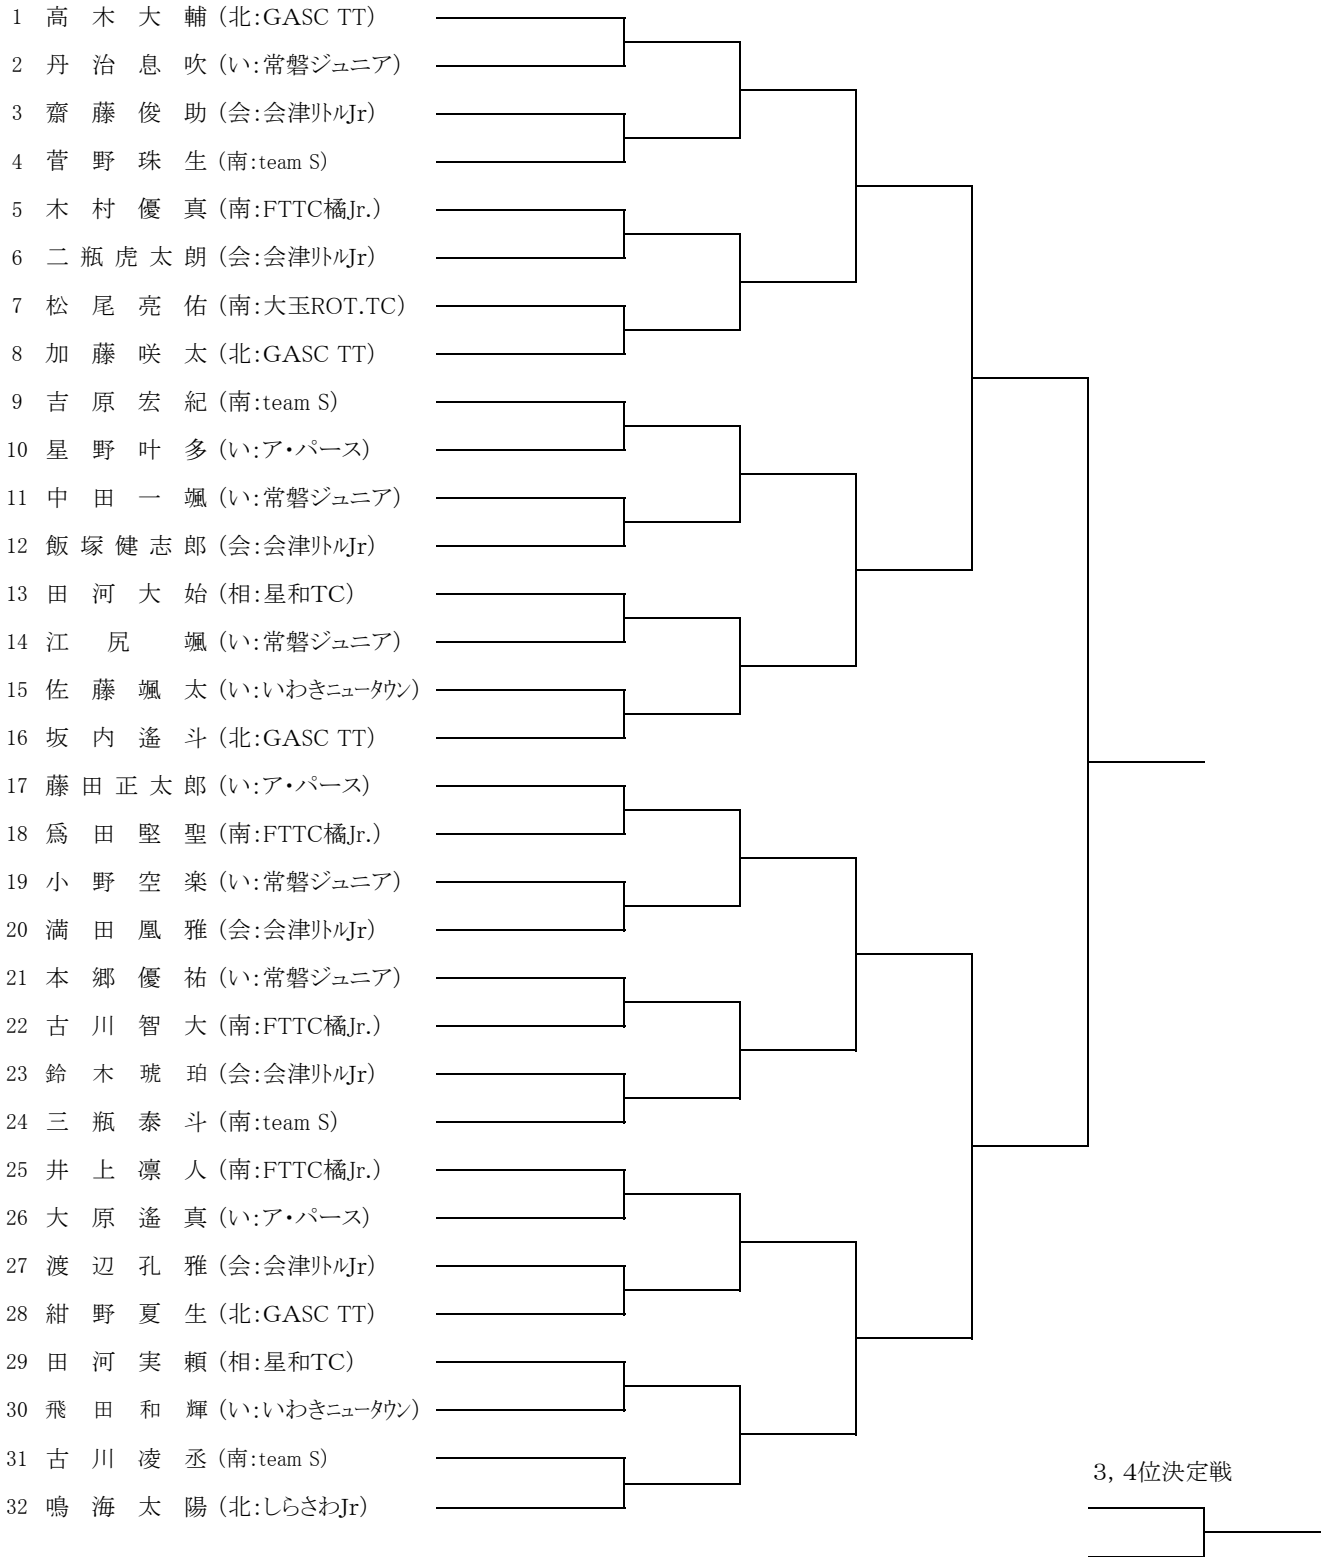 1 高木大輔 (北:GASC TT)
2 丹治息吹 (い:常磐ジュニア)
3 齋藤俊助 (会:会津ﾘﾄﾙJr)
4 菅野珠生 (南:team S)
5 木村優真 (南:FTTC橘Jr.)
6 二瓶虎太朗 (会:会津ﾘﾄﾙJr)
7 松尾亮佑 (南:大玉ROT.TC)
8 加藤咲太 (北:GASC TT)
9 吉原宏紀 (南:team S)
10 星野叶多 (い:ア・パース)
11 中田一颯 (い:常磐ジュニア)
12 飯塚健志郎 (会:会津ﾘﾄﾙJr)
13 田河大始 (相:星和TC)
14 江尻颯 (い:常磐ジュニア)
15 佐藤颯太 (い:いわきニュータウン)
16 坂内遙斗 (北:GASC TT)
17 藤田正太郎 (い:ア・パース)
18 爲田堅聖 (南:FTTC橘Jr.)
19 小野空楽 (い:常磐ジュニア)
20 満田凰雅 (会:会津ﾘﾄﾙJr)
21 本郷優祐 (い:常磐ジュニア)
22 古川智大 (南:FTTC橘Jr.)
23 鈴木琥珀 (会:会津ﾘﾄﾙJr)
24 三瓶泰斗 (南:team S)
25 井上凛人 (南:FTTC橘Jr.)
26 大原遙真 (い:ア・パース)
27 渡辺孔雅 (会:会津ﾘﾄﾙJr)
28 紺野夏生 (北:GASC TT)
29 田河実頼 (相:星和TC)
30 飛田和輝 (い:いわきニュータウン)
31 古川凌丞 (南:team S)
32 鳴海太陽 (北:しらさわJr)
3, 4位決定戦